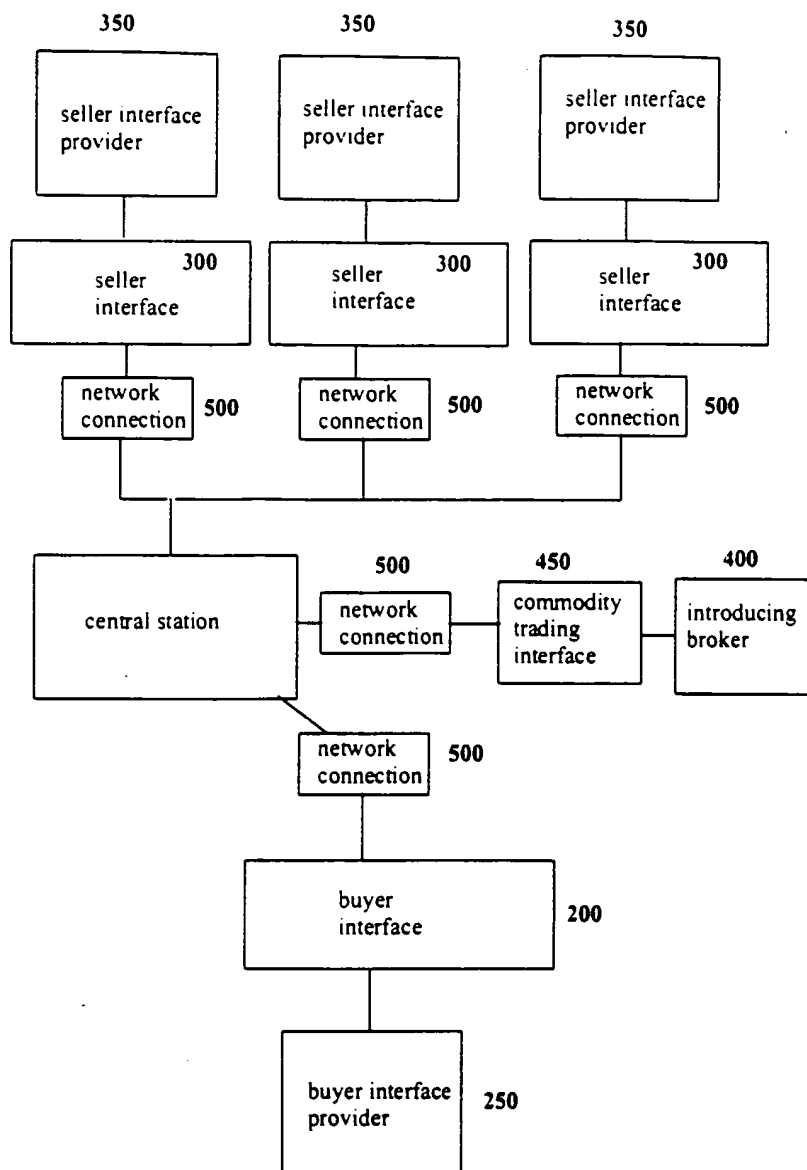 350
350
350
seller interface
provider
seller interface
provider
seller interface
provider
300
seller
interface
300
seller
interface
300
seller
interface
network
connection
500
network
connection
500
network
connection
500
central station
500
network
connection
450
commodity
trading
interface
400
introducing
broker
network
connection
500
buyer
interface
200
buyer interface
provider
250